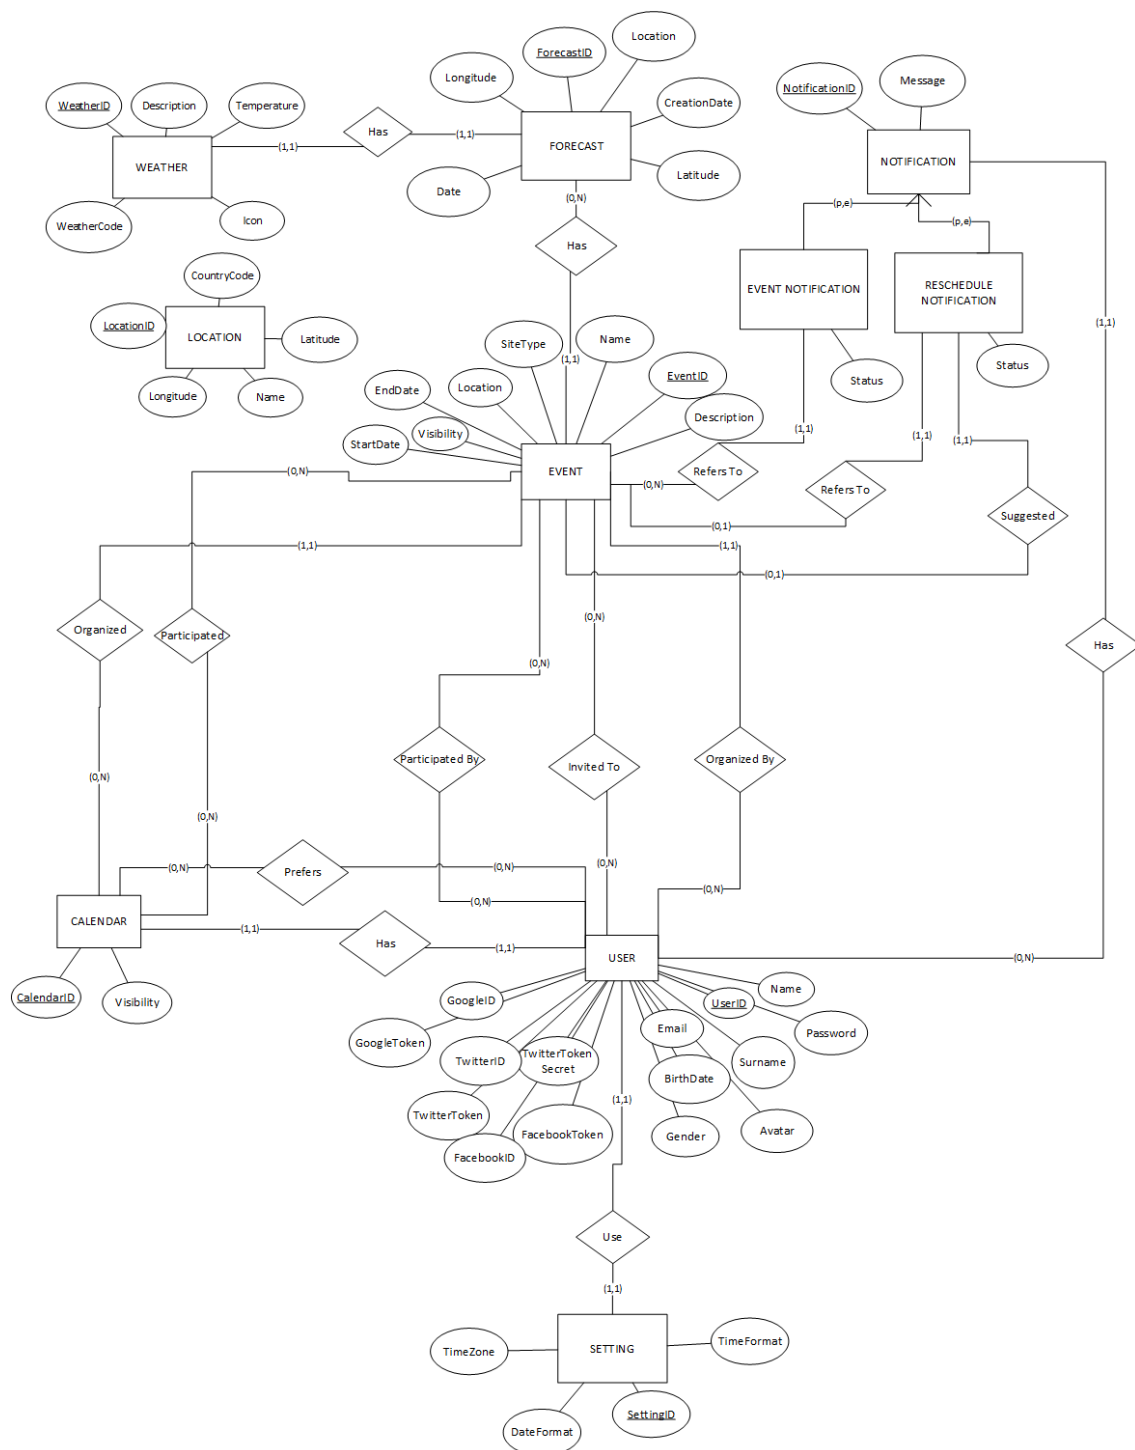 Location
ForecastID
Longitude
Message
NotificationID
WeatherID
Description
Temperature
CreationDate
Has
(1,1)
(1,1)
FORECAST
WEATHER
NOTIFICATION
Date
Latitude
(0,N)
WeatherCode
Icon
(p,e)
(p,e)
Has
CountryCode
EVENT NOTIFICATION
RESCHEDULE
NOTIFICATION
LocationID
LOCATION
Latitude
SiteType
Name
(1,1)
(1,1)
Status
Status
EndDate
Location
EventID
Longitude
Name
Description
Visibility
StartDate
(1,1)
(1,1)
(1,1)
(0,N)
EVENT
Refers To
(0,N)
Refers To
Suggested
(0,1)
(1,1)
(1,1)
(0,1)
(0,N)
Organized
Participated
Has
(0,N)
Participated By
Invited To
Organized By
(0,N)
(0,N)
(0,N)
(0,N)
Prefers
(0,N)
(0,N)
(0,N)
(0,N)
CALENDAR
(1,1)
Has
(1,1)
USER
(0,N)
CalendarID
Visibility
GoogleID
UserID
Name
GoogleToken
Email
Password
TwitterID
TwitterToken
Secret
Surname
BirthDate
(1,1)
TwitterToken
FacebookToken
Gender
Avatar
FacebookID
Use
(1,1)
TimeZone
SETTING
TimeFormat
DateFormat
SettingID